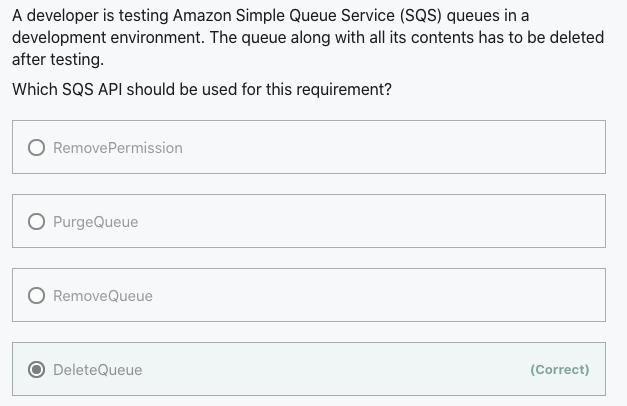 A developer is testing Amazon Simple Queue Service (SQS) queues in a
development environment. The queue along with all its contents has to be deleted
after testing.
Which SQS API should be used for this requirement?
RemovePermission
PurgeQueue
RemoveQueue
DeleteQueue (Correct)